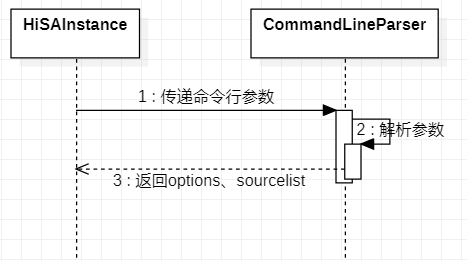 HiSAInstance
CommandLineParser
1 : 传递命令行参数
2 : 解析参数
3 : 返回options、sourcelist